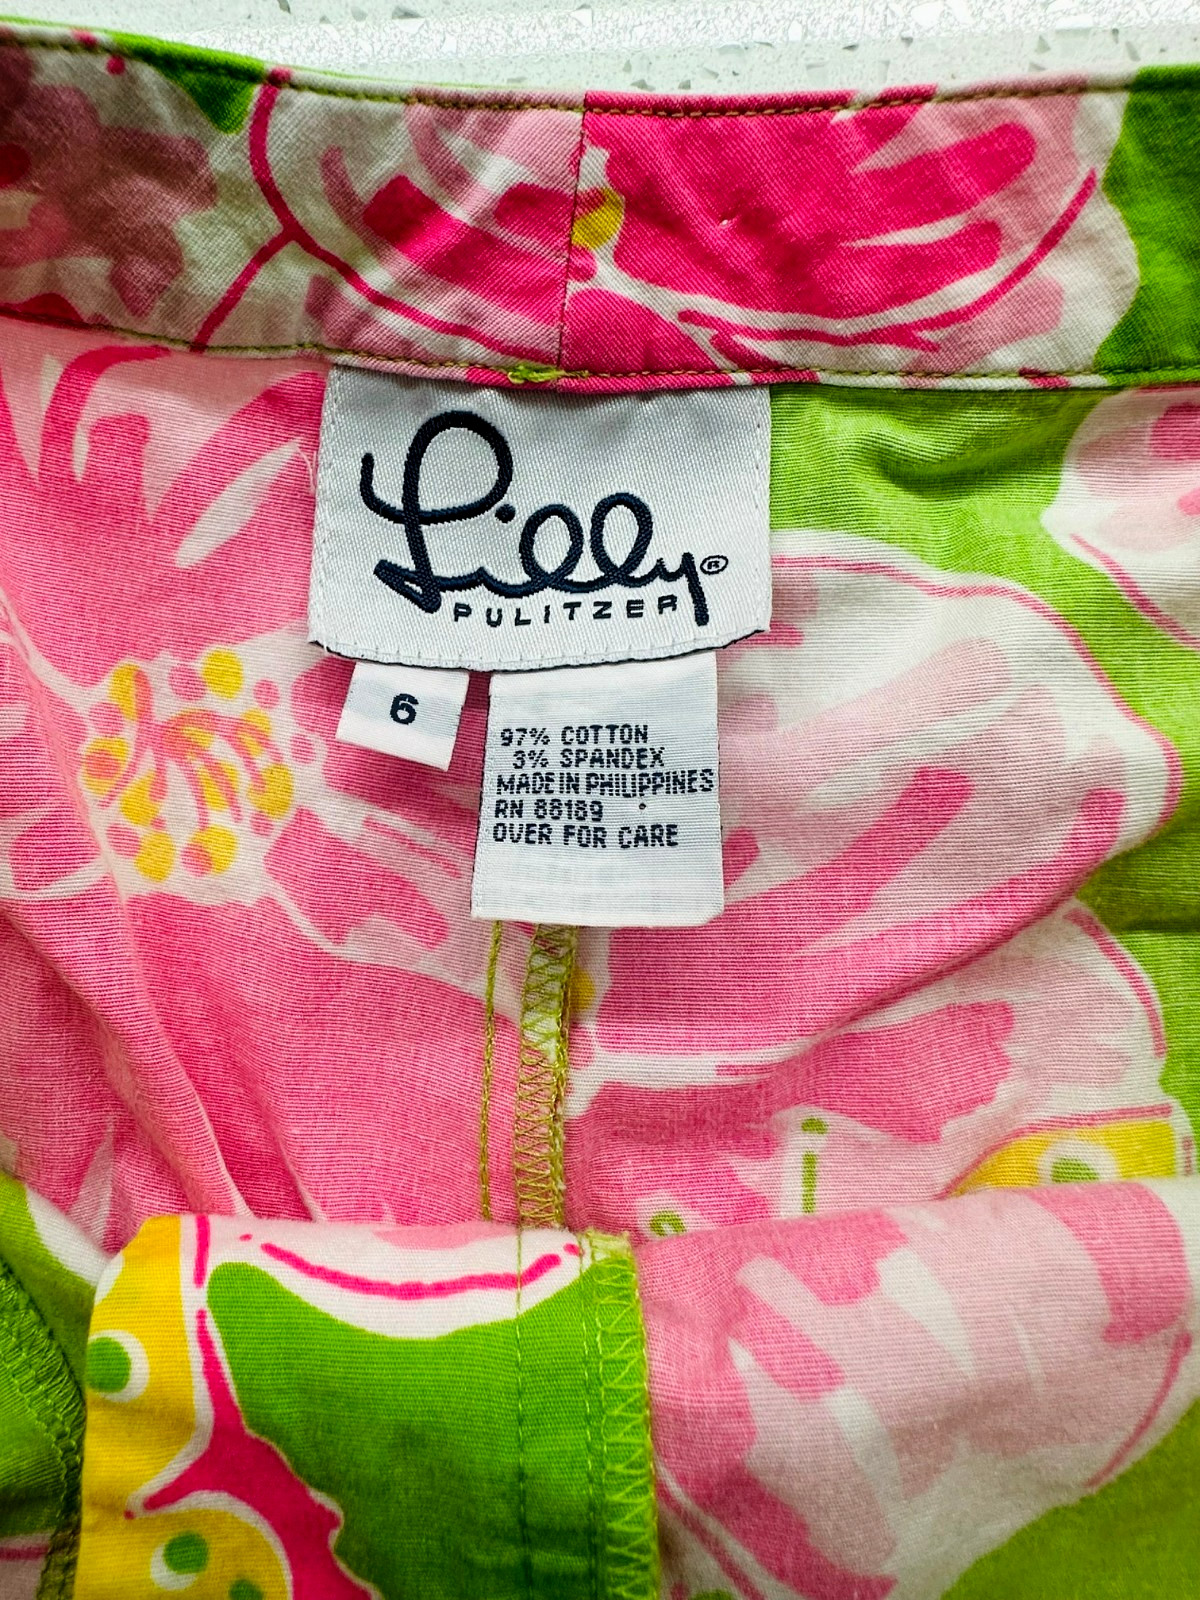 Lilly®
PULITZER
6
97% COTTON
3% SPANDEX
MADE IN PHILIPPINES
RN 88189
OVER FOR CARE